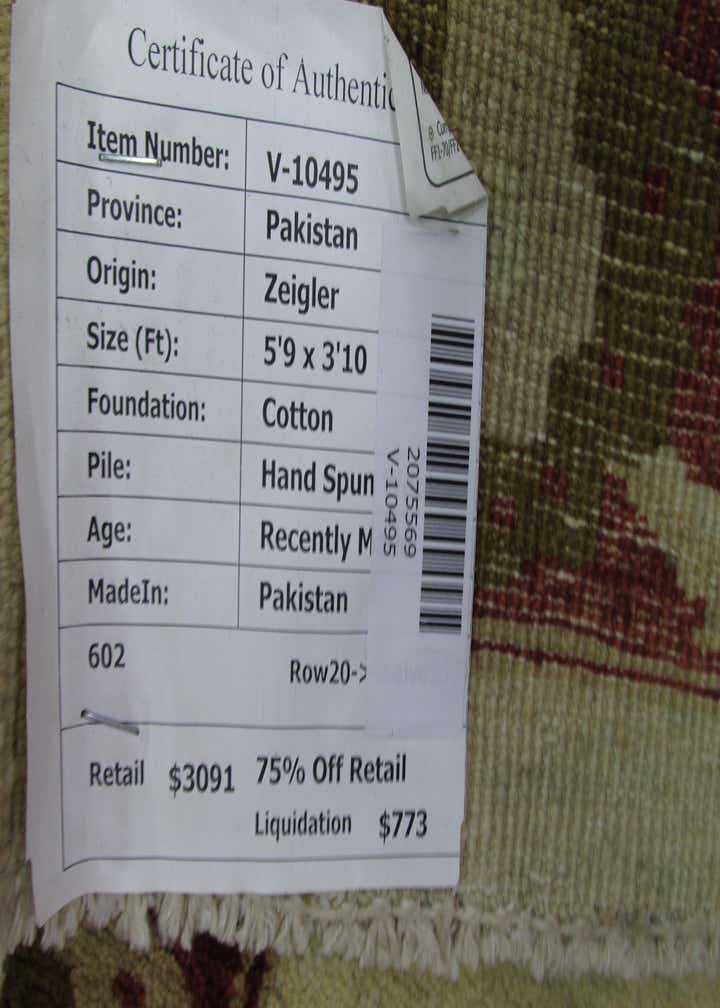 Certificate of Authentic
Item Number: V-10495
Province: Pakistan
Origin: Zeigler
Size (Ft): 5'9 x 3'10
Foundation: Cotton
Pile: Hand Spun
Age: Recently M
MadeIn: Pakistan
602 Row20->
Retail $3091 75% Off Retail
Liquidation $773
2075569
V-10495